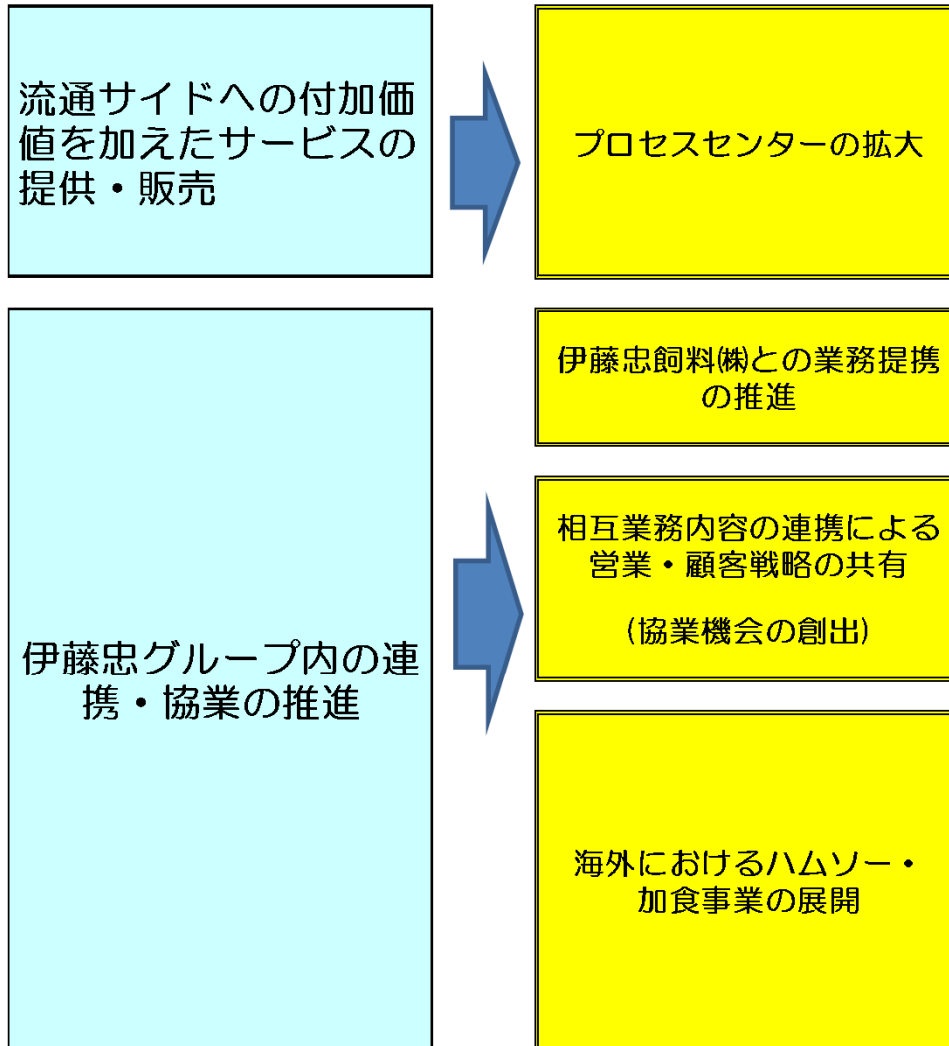 流通サイドへの付加価
値を加えたサービスの
提供・販売
プロセスセンターの拡大
伊藤忠グループ内の連
携・協業の推進
伊藤忠飼料㈱との業務提携
の推進
相互業務内容の連携による
営業・顧客戦略の共有
(協業機会の創出)
海外におけるハムソー・
加食事業の展開